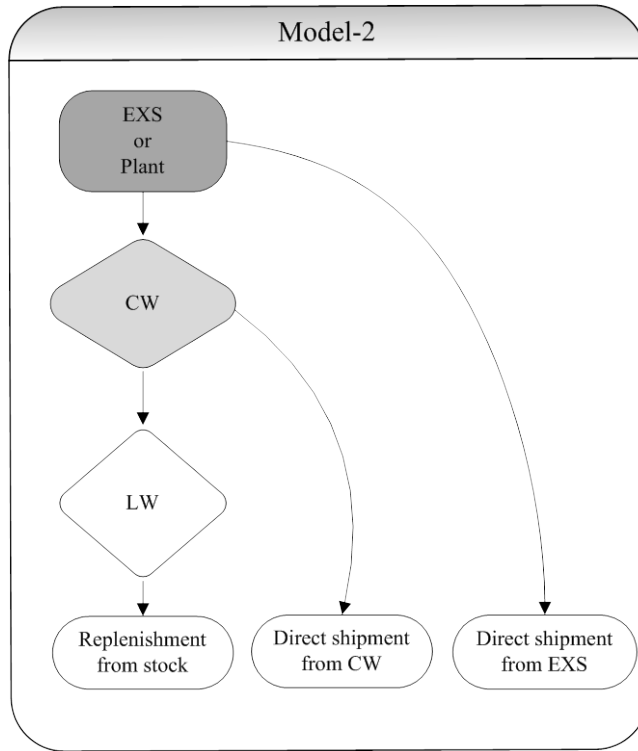 Model-2
EXS
or
Plant
CW
LW
Replenishment
from stock
Direct shipment
from CW
Direct shipment
from EXS